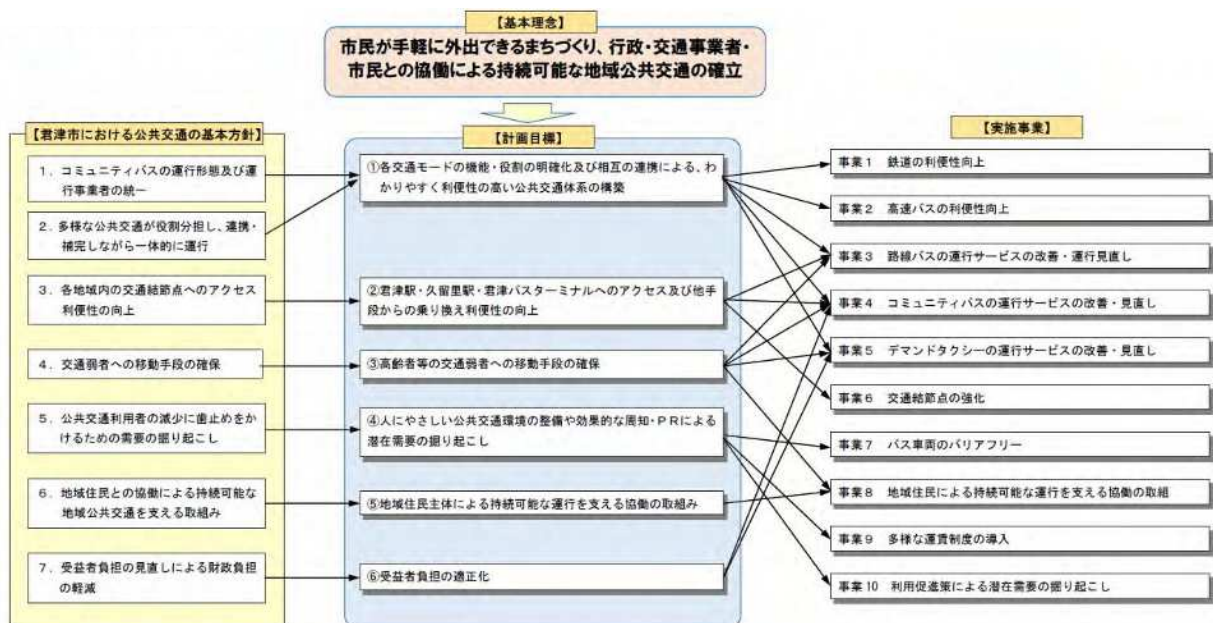 【基本理念】
市民が手軽に外出できるまちづくり、行政・交通事業者・
市民との協働による持続可能な地域公共交通の確立
【君津市における公共交通の基本方針】
1．コミュニティバスの運行形態及び運
行事業者の統一
2．多様な公共交通が役割分担し、連携・
補完しながら一体的に運行
3．各地域内の交通結節点へのアクセス
利便性の向上
4．交通弱者への移動手段の確保
5．公共交通利用者の減少に歯止めをか
けるための需要の掘り起こし
6．地域住民との協働による持続可能な
地域公共交通を支える取組み
7．受益者負担の見直しによる財政負担
の軽減
【計画目標】
①各交通モードの機能・役割の明確化及び相互の連携による、わ
かりやすく利便性の高い公共交通体系の構築
②君津駅・久留里駅・君津バスターミナルへのアクセス及び他手
段からの乗り換え利便性の向上
③高齢者等の交通弱者への移動手段の確保
④人にやさしい公共交通環境の整備や効果的な周知・PRによる
潜在需要の掘り起こし
⑤地域住民主体による持続可能な運行を支える協働の取組み
⑥受益者負担の適正化
【実施事業】
事業1 鉄道の利便性向上
事業2 高速バスの利便性向上
事業3 路線バスの運行サービスの改善・運行見直し
事業4 コミュニティバスの運行サービスの改善・見直し
事業5 デマンドタクシーの運行サービスの改善・見直し
事業6 交通結節点の強化
事業7 バス車両のバリアフリー
事業8 地域住民による持続可能な運行を支える協働の取組
事業9 多様な運賃制度の導入
事業10 利用促進策による潜在需要の掘り起こし